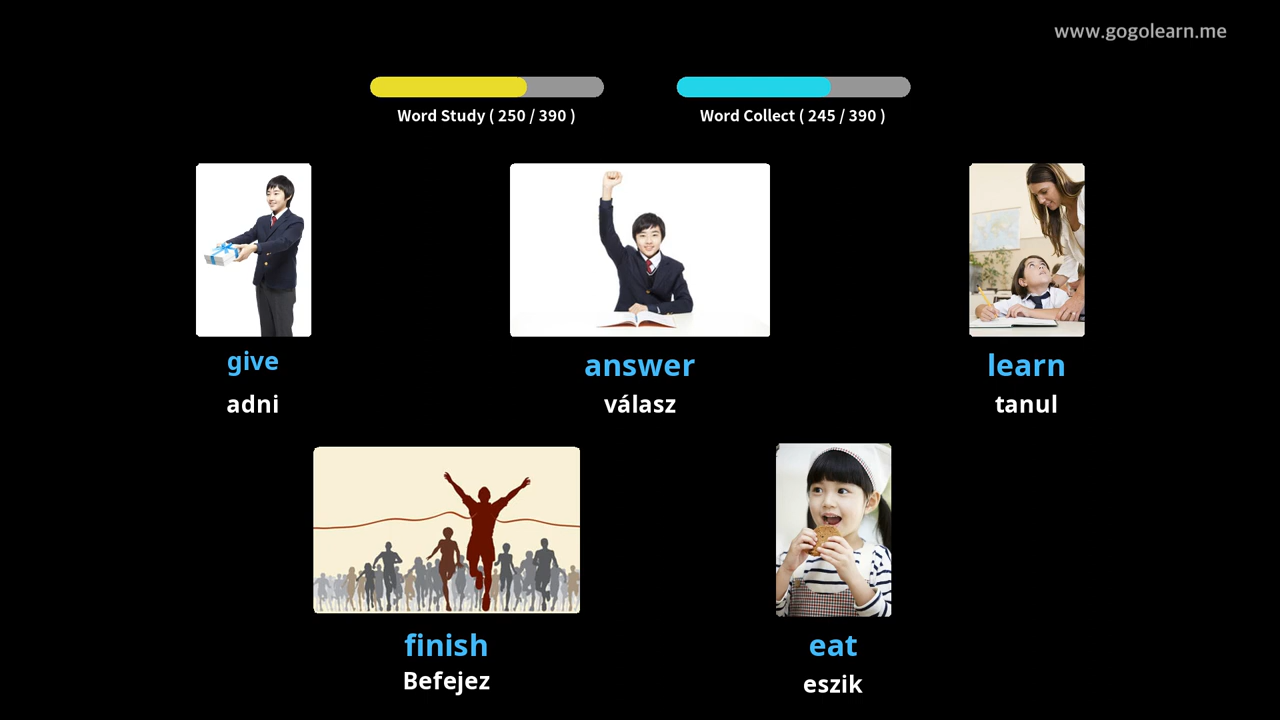 www.gogolearn.me
Word Study ( 250 / 390 )
Word Collect ( 245 / 390 )
give
adni
answer
válasz
learn
tanul
finish
Befejez
eat
eszik